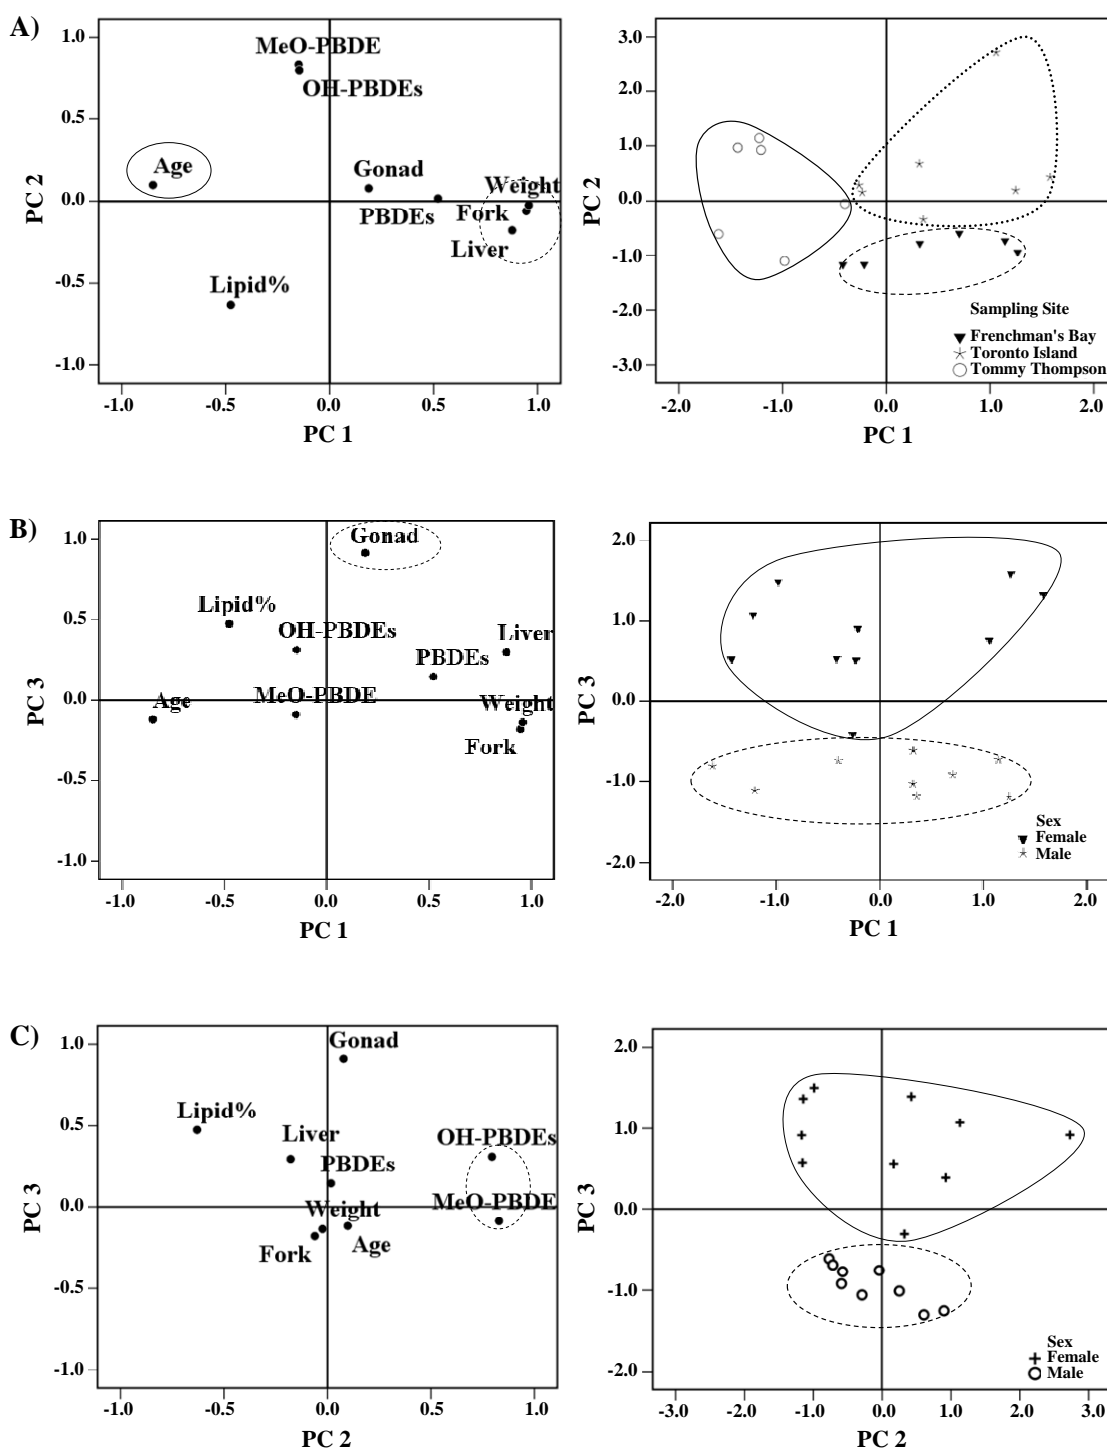 A)
1.0
0.5
0.0
-0.5
-1.0
PC 2
MeO-PBDE
OH-PBDEs
Age
Gonad
Weight
PBDEs
Fork
Liver
Lipid%
-1.0 -0.5 0.0 0.5 1.0
PC 1
3.0
2.0
1.0
0.0
-1.0
-2.0
-3.0
PC 2
Sampling Site
Frenchman's Bay
Toronto Island
Tommy Thompson
-2.0 -1.0 0.0 1.0 2.0
PC 1
B)
1.0
0.5
0.0
-0.5
-1.0
PC 3
Gonad
Lipid%
OH-PBDEs
Liver
PBDEs
Age
MeO-PBDE
Weight
Fork
-1.0 -0.5 0.0 0.5 1.0
PC 1
2.0
1.0
0.0
-1.0
-2.0
PC 3
Sex
Female
Male
-2.0 -1.0 0.0 1.0 2.0
PC 1
C)
1.0
0.5
0.0
-0.5
-1.0
PC 3
Gonad
Lipid%
Liver
OH-PBDEs
PBDEs
MeO-PBDE
Weight
Fork
Age
-1.0 -0.5 0.0 0.5 1.0
PC 2
2.0
1.0
0.0
-1.0
-2.0
PC 3
Sex
Female
Male
-3.0 -2.0 -1.0 0.0 1.0 2.0 3.0
PC 2